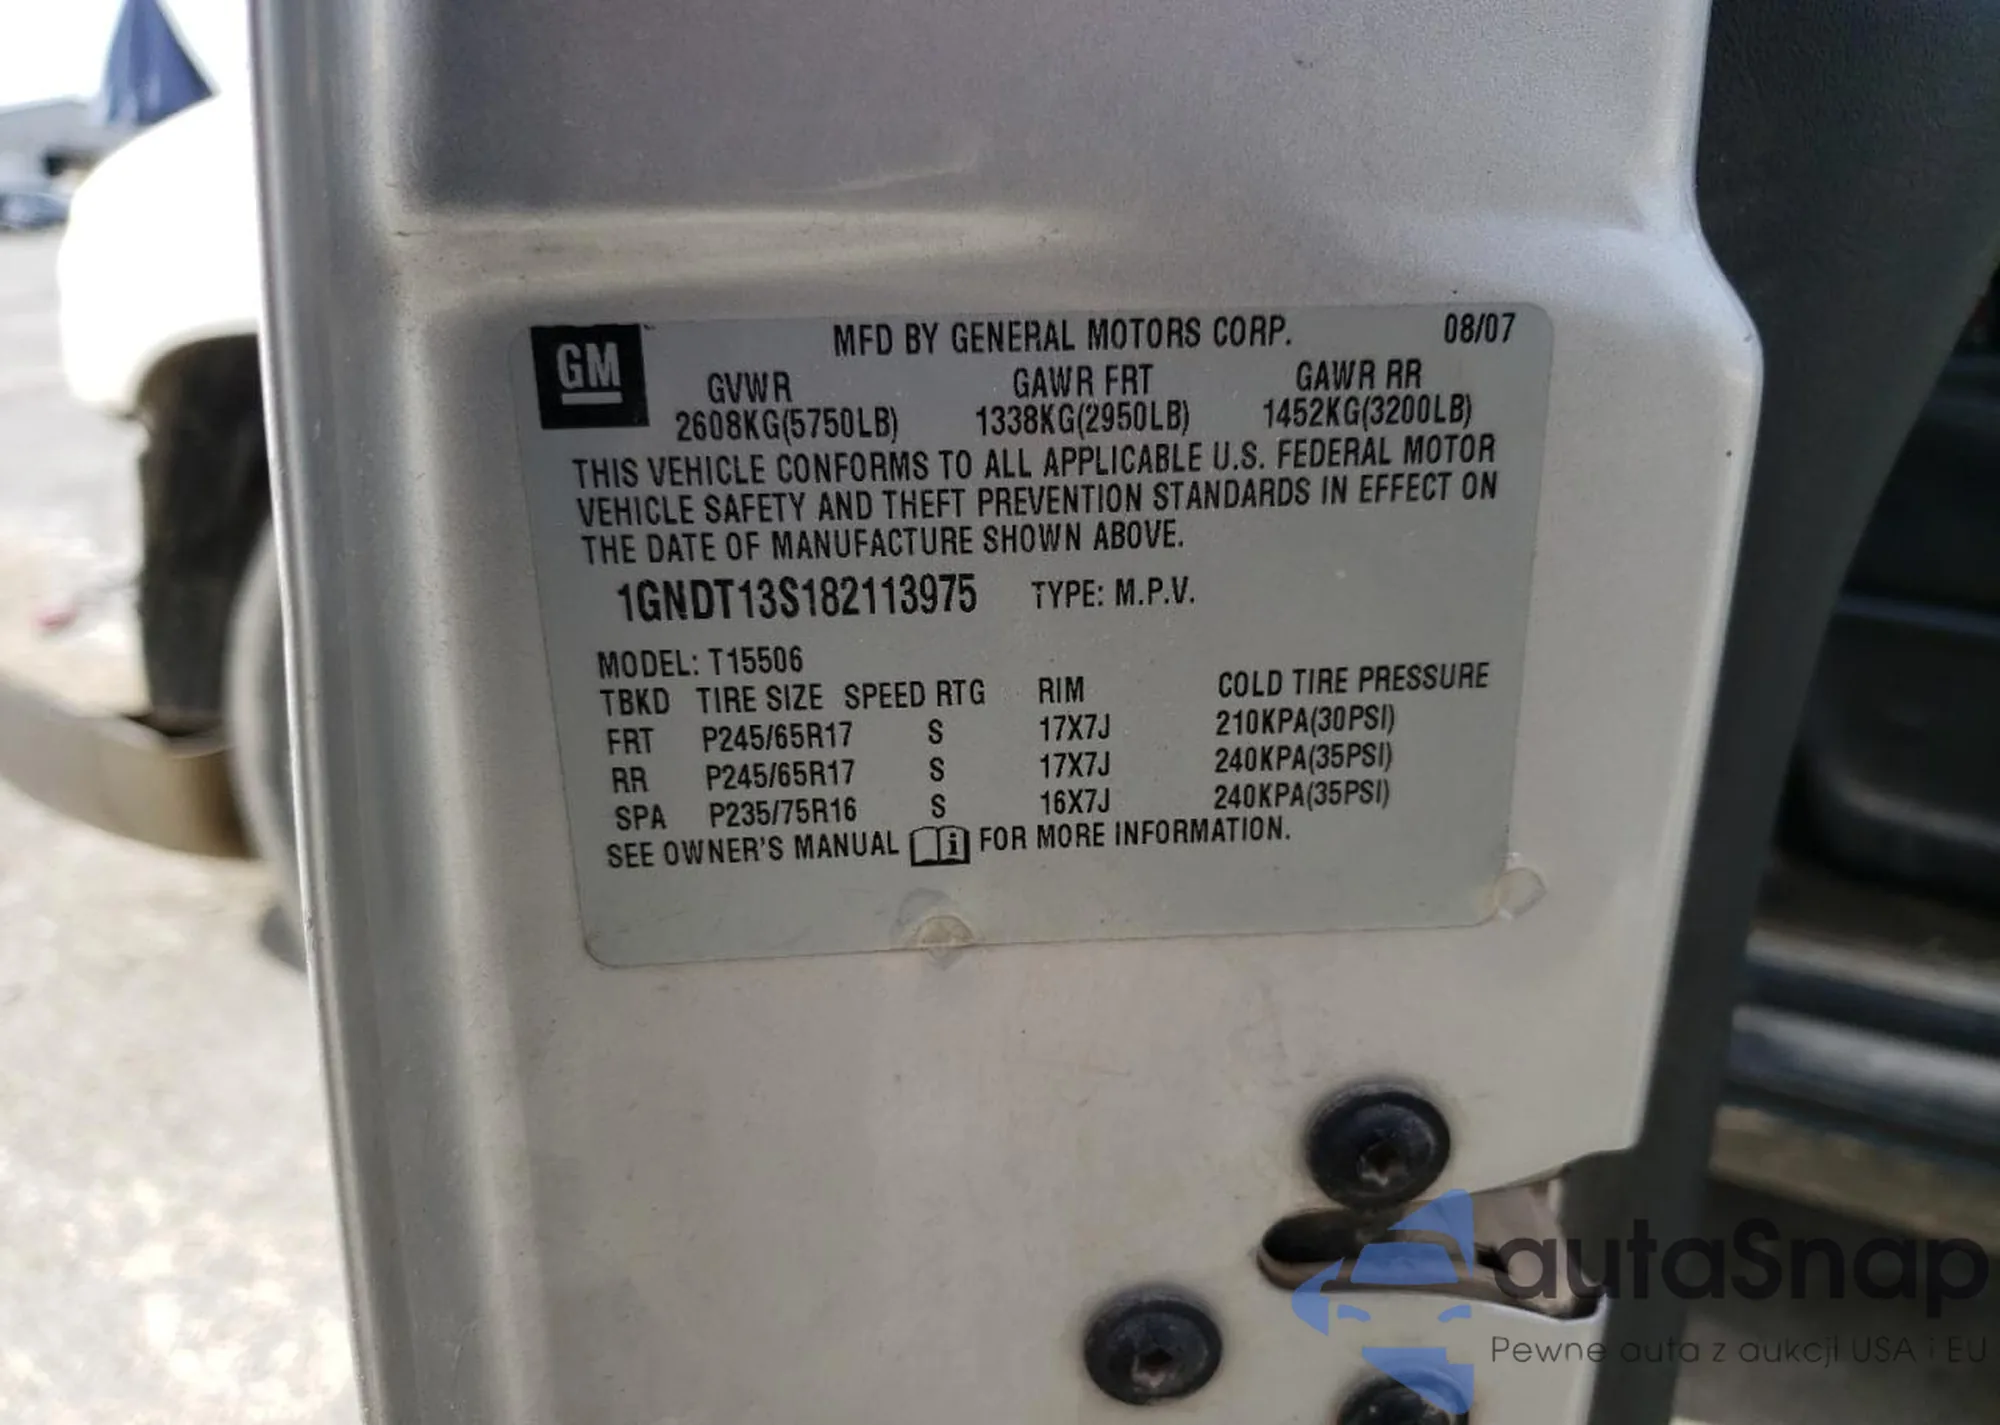 GM
MFD BY GENERAL MOTORS CORP. 08/07
GVWR GAWR FRT GAWR RR
2608KG(5750LB) 1338KG(2950LB) 1452KG(3200LB)
THIS VEHICLE CONFORMS TO ALL APPLICABLE U.S. FEDERAL MOTOR
VEHICLE SAFETY AND THEFT PREVENTION STANDARDS IN EFFECT ON
THE DATE OF MANUFACTURE SHOWN ABOVE.
1GNDT13S182113975 TYPE: M.P.V.
MODEL: T15506
TBKD TIRE SIZE SPEED RTG RIM COLD TIRE PRESSURE
FRT P245/65R17 S 17X7J 210KPA(30PSI)
RR P245/65R17 S 17X7J 240KPA(35PSI)
SPA P235/75R16 S 16X7J 240KPA(35PSI)
SEE OWNER'S MANUAL i FOR MORE INFORMATION.
autaSnap
Pewne auta z aukcji USA i EU